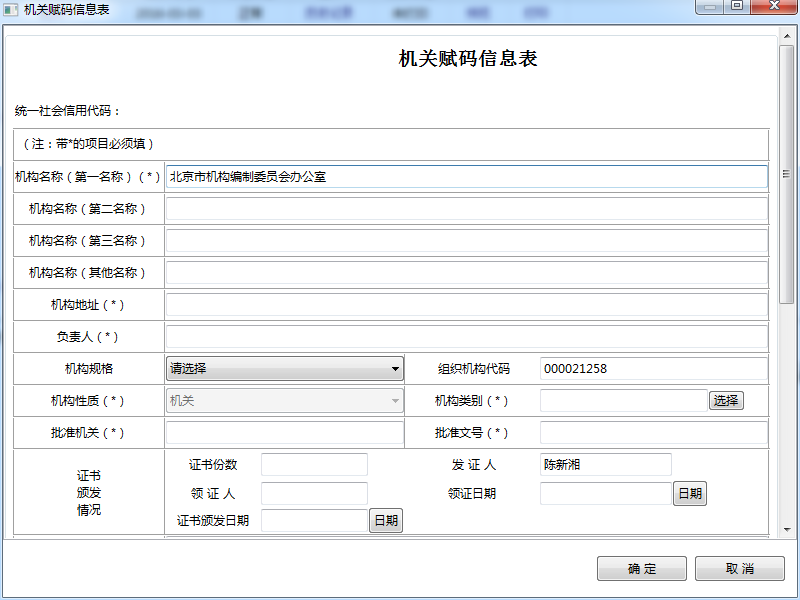 机关赋码信息表
机关赋码信息表
统一社会信用代码：
（注：带*的项目必须填）
机构名称（第一名称）（*） 北京市机构编制委员会办公室
机构名称（第二名称）
机构名称（第三名称）
机构名称（其他名称）
机构地址（*）
负责人（*）
机构规格 请选择 组织机构代码 000021258
机构性质（*） 机关 机构类别（*） 选择
批准机关（*） 批准文号（*）
证书
颁发
情况
证书份数 发 证 人 陈新湘
领 证 人 领证日期 日期
证书颁发日期 日期
确 定 取 消